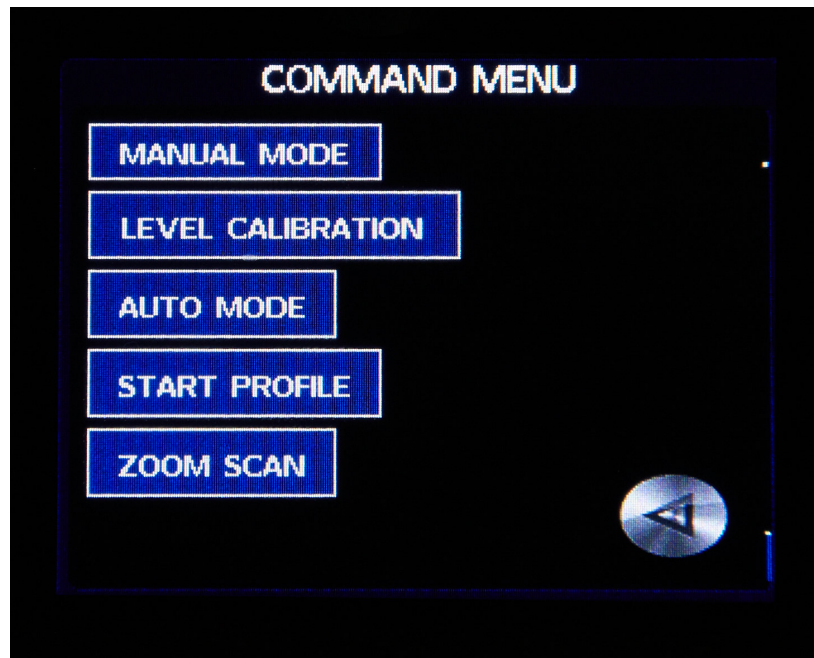 COMMAND MENU
MANUAL MODE
LEVEL CALIBRATION
AUTO MODE
START PROFILE
ZOOM SCAN